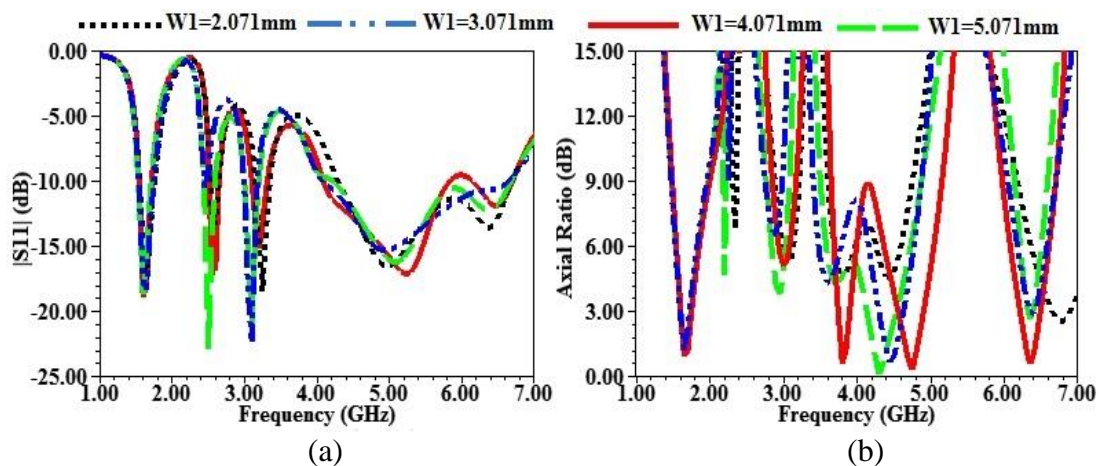 W1=2.071mm W1=3.071mm W1=4.071mm W1=5.071mm
0.00
-5.00
-10.00
-15.00
-20.00
-25.00
|S11| (dB)
1.00 2.00 3.00 4.00 5.00 6.00 7.00
Frequency (GHz)
(a)
15.00
12.00
9.00
6.00
3.00
0.00
Axial Ratio (dB)
1.00 2.00 3.00 4.00 5.00 6.00 7.00
Frequency (GHz)
(b)